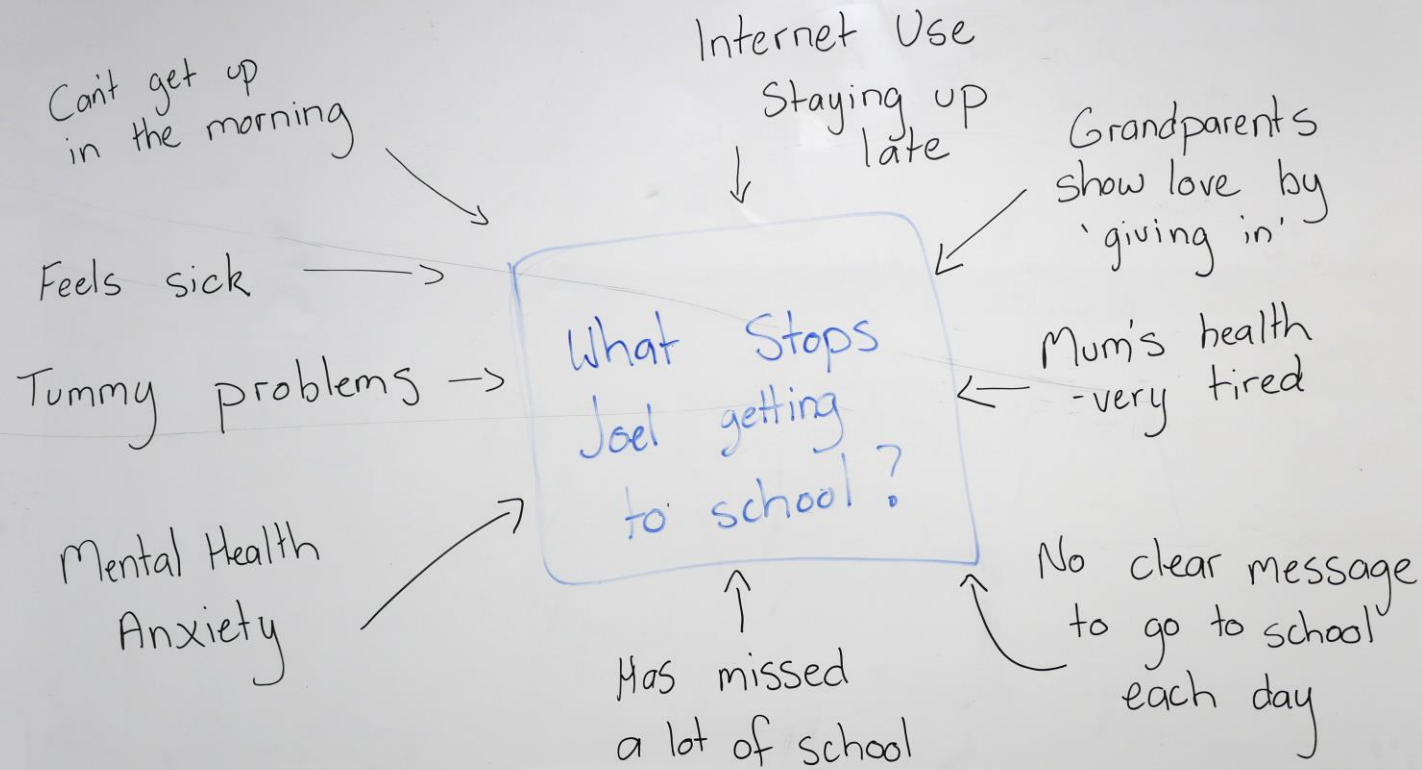 Can't get up
in the morning
Internet Use
Staying up
late
Grandparents
show love by
'giving in'
Feels sick
Tummy problems
What Stops
Joel getting
to school?
Mum's health
-very tired
Mental Health
Anxiety
Has missed
a lot of school
No clear message
to go to school
each day